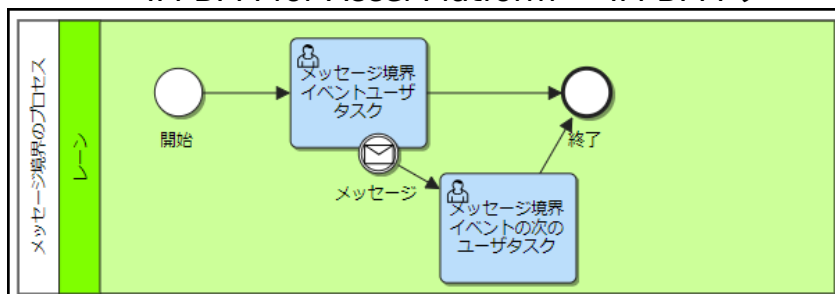 メッセージ境界のプロセス
レーン
開始
メッセージ境界
イベントユーザ
タスク
メッセージ
メッセージ境界
イベントの次の
ユーザタスク
終了